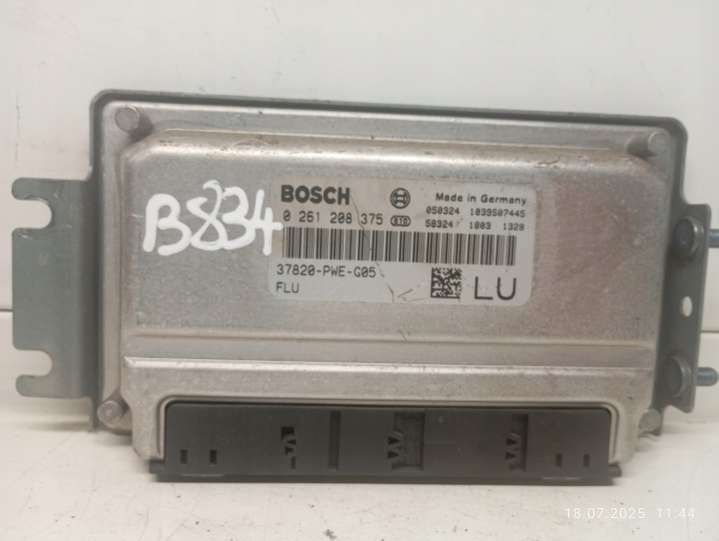 B834
BOSCH
Made in Germany
0 261 208 375
050324 1039S07445
50324 1803 1328
37820-PWE-G05
FLU
LU
18.07.2025 11:44